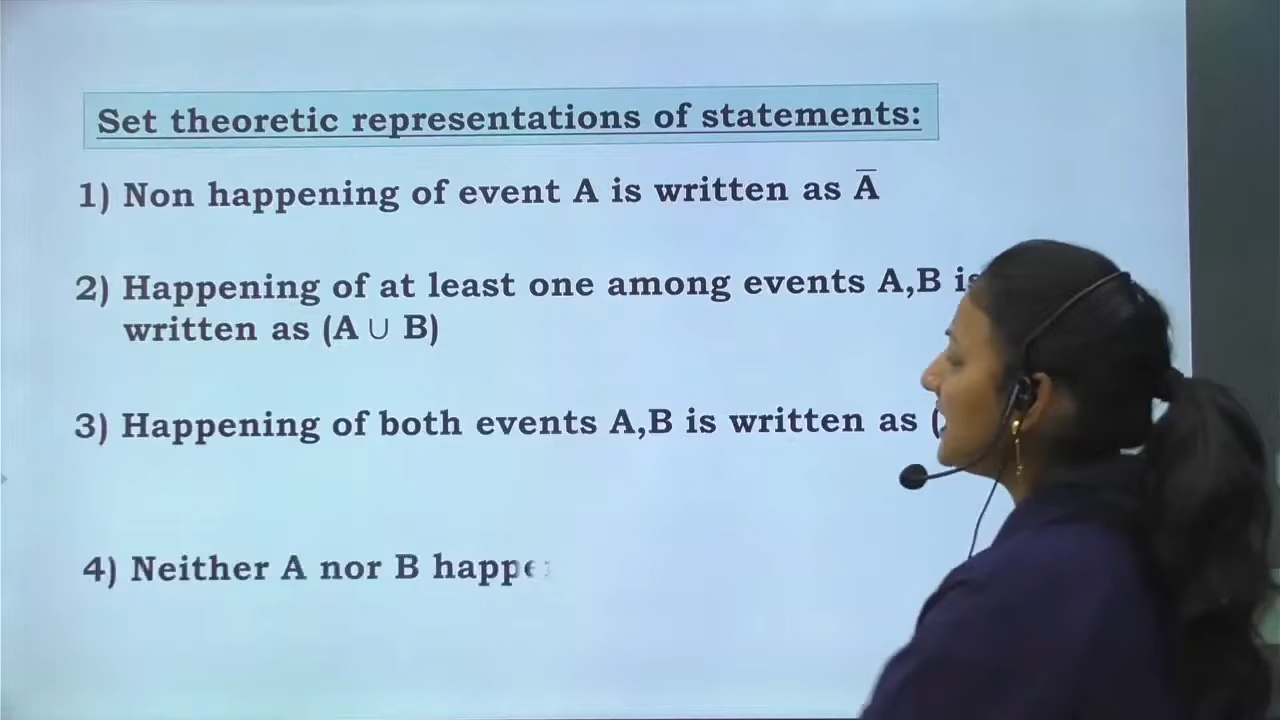 Set theoretic representations of statements:
1) Non happening of event A is written as A̅
2) Happening of at least one among events A,B is
written as (A ∪ B)
3) Happening of both events A,B is written as (
4) Neither A nor B